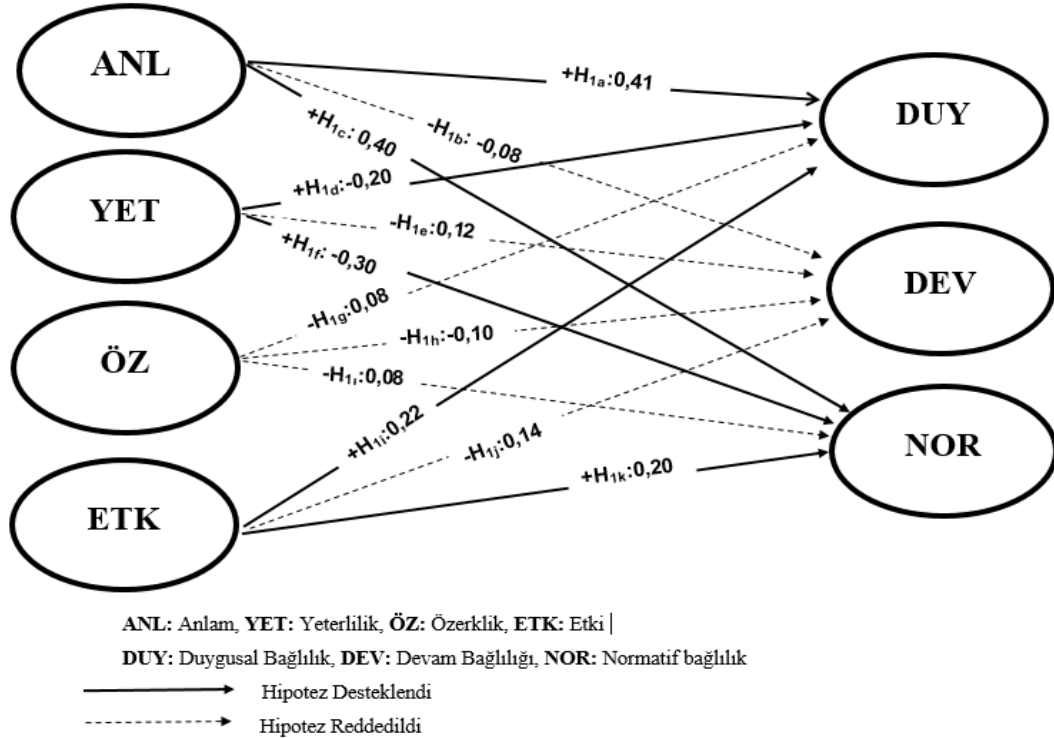 ANL
YET
ÖZ
ETK
+H1a:0,41
-H1b: -0,08
+H1c: 0,40
+H1d:-0,20
-H1e:0,12
+H1f: -0,30
-H1g:0,08
-H1h:-0,10
-H1ı:0,08
+H1i:0,22
-H1j:0,14
+H1k:0,20
DUY
DEV
NOR
ANL: Anlam, YET: Yeterlilik, ÖZ: Özerklik, ETK: Etki
DUY: Duygusal Bağlılık, DEV: Devam Bağlılığı, NOR: Normatif bağlılık
Hipotez Desteklendi
Hipotez Reddedildi